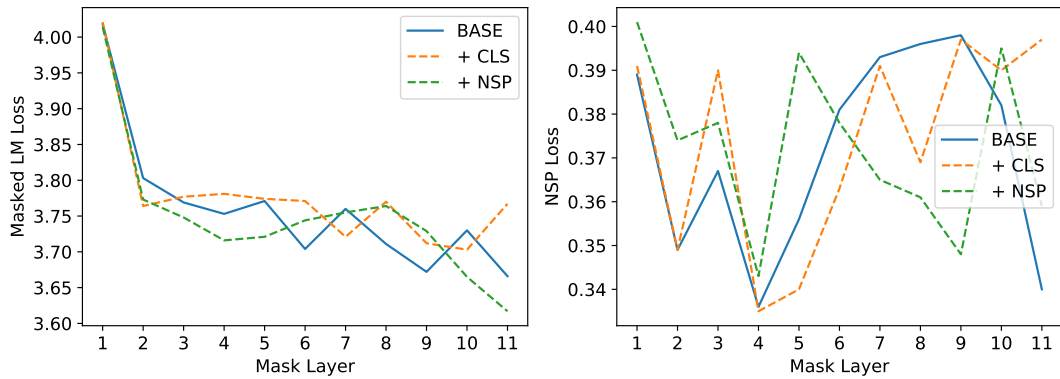 4.00
3.95
3.90
3.85
3.80
3.75
3.70
3.65
3.60
Masked LM Loss
1 2 3 4 5 6 7 8 9 10 11
Mask Layer
BASE
+ CLS
+ NSP
0.40
0.39
0.38
0.37
0.36
0.35
0.34
NSP Loss
1 2 3 4 5 6 7 8 9 10 11
Mask Layer
BASE
+ CLS
+ NSP